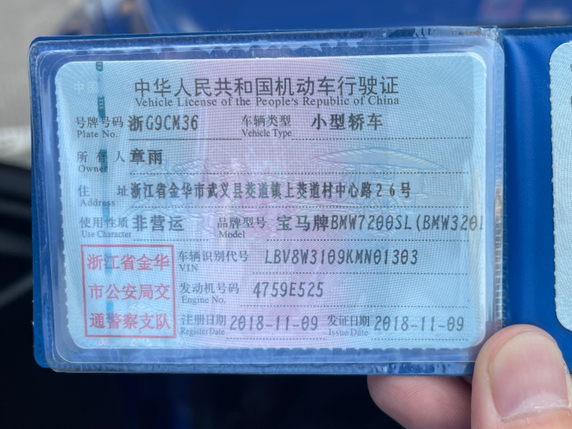 中华人民共和国机动车行驶证
Vehicle License of the People's Republic of China
号牌号码 浙G9CM36 车辆类型 小型轿车
Plate No. Vehicle Type
所有人 章雨
Owner
住 址 浙江省金华市武义县茭道镇上茭道村中心路26号
Address
使用性质 非营运 品牌型号 宝马牌BMW7200SL(BMW320L
Use Character Model
浙江省金华
市公安局交
通警察支队
车辆识别代号 LBV8W3109KMN01303
VIN
发动机号码 4759E525
Engine No.
注册日期 2018-11-09 发证日期 2018-11-09
Register Date Issue Date